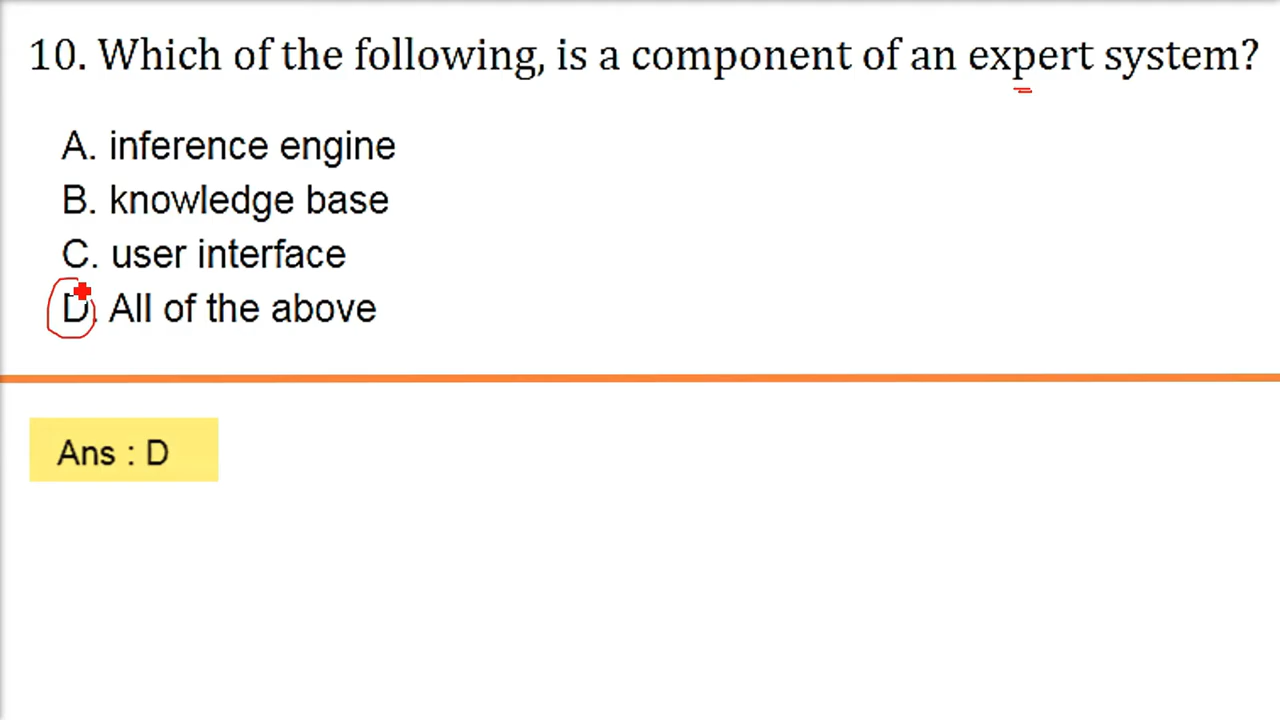 10. Which of the following, is a component of an expert system?
A. inference engine
B. knowledge base
C. user interface
D. All of the above
Ans : D